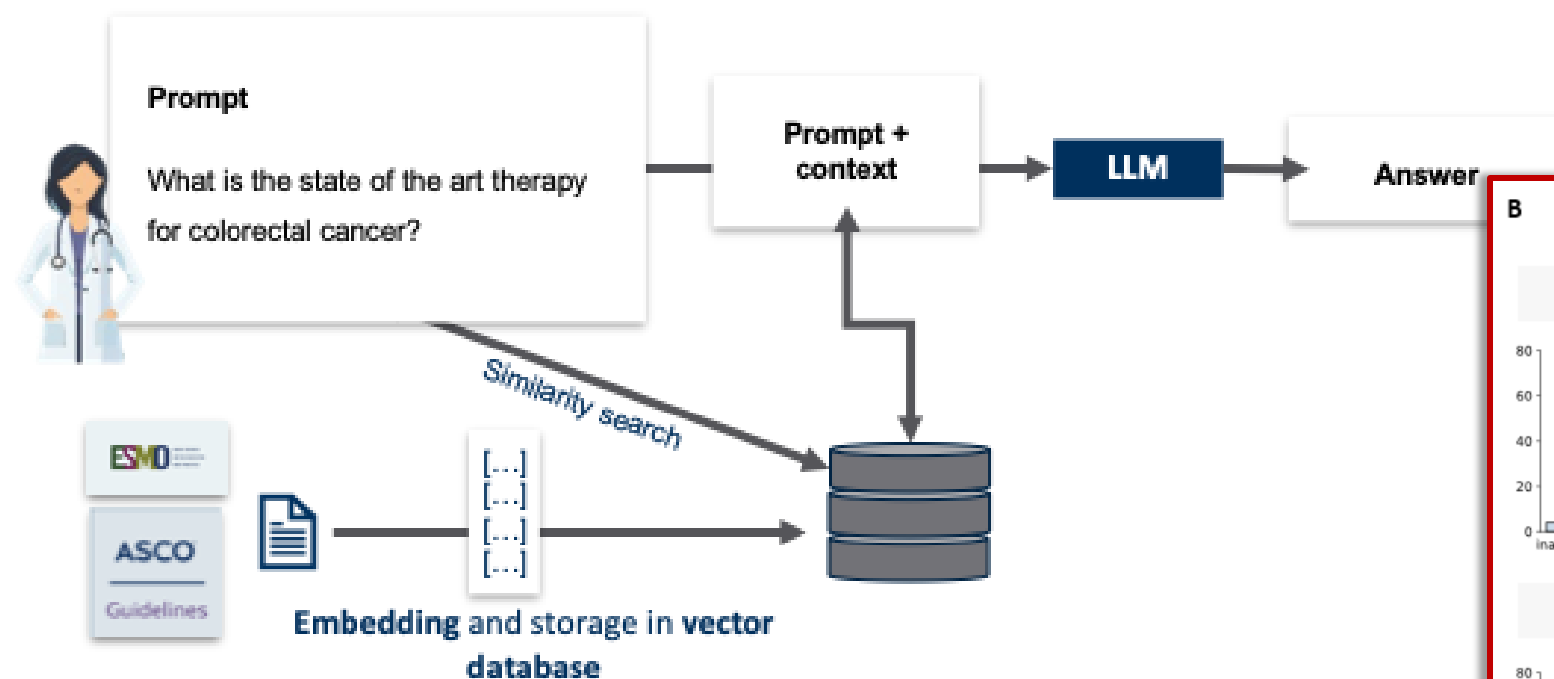 Prompt
What is the state of the art therapy
for colorectal cancer?
Prompt +
context
LLM
Answer
B
Similarity search
80
60
40
20
0
ina
80
ESMO
ASCO
Guidelines
[...]
[...]
[...]
[...]
Embedding and storage in vector
database